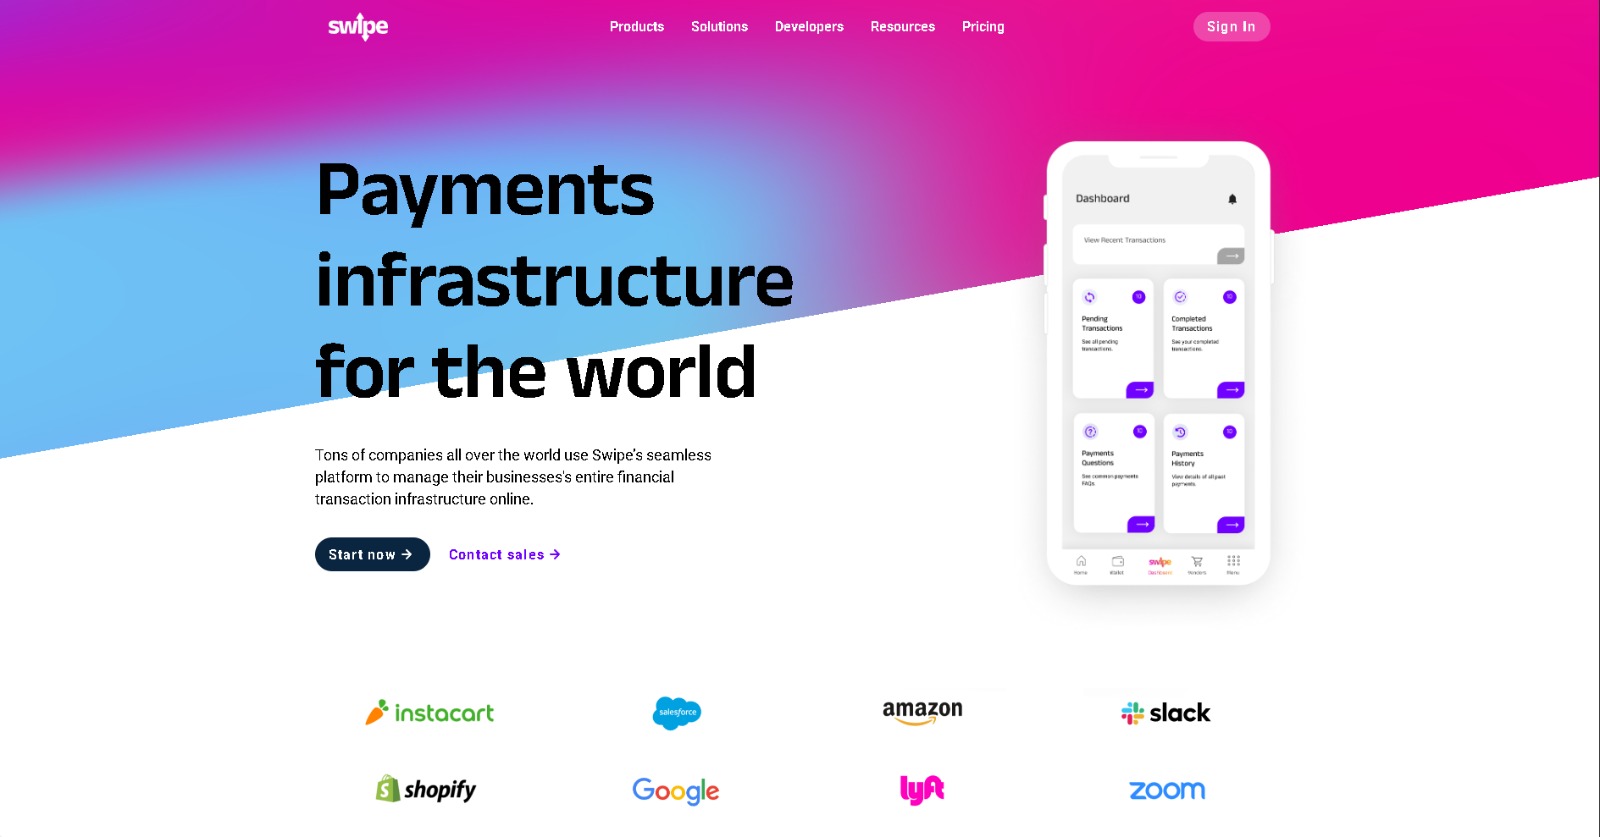 swipe
Products
Solutions
Developers
Resources
Pricing
Sign In
Payments
infrastructure
for the world
Tons of companies all over the world use Swipe's seamless
platform to manage their businesses's entire financial
transaction infrastructure online.
Start now →
Contact sales →
Dashboard
View Recent Transactions
Pending
Transactions
See all pending
transactions.
Completed
Transactions
See your completed
transactions.
Payments
Questions
See common payments
FAQs.
Payments
History
View details of all past
payments.
Home
Wallet
swipe
Dashboard
Vendors
Menu
instacart
salesforce
amazon
slack
shopify
Google
lyft
zoom